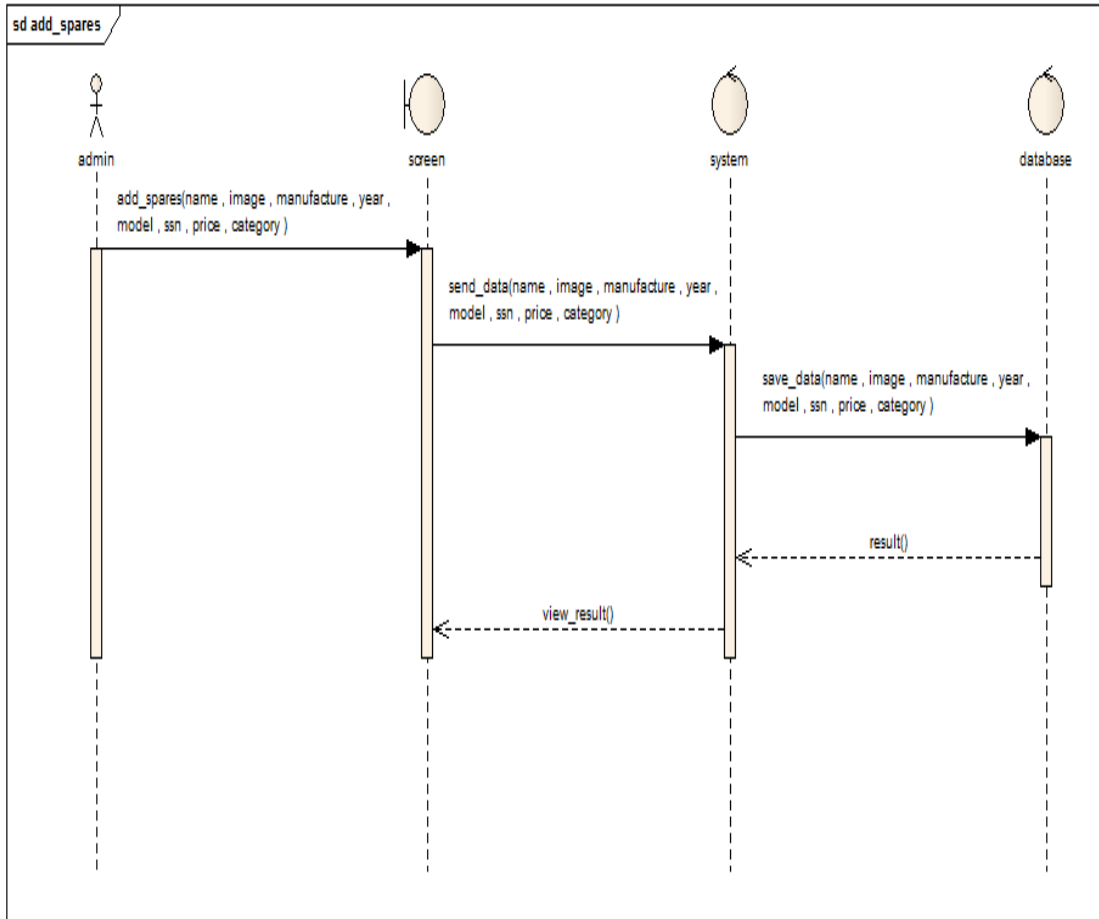 sd add_spares
admin
screen
system
database
add_spares(name , image , manufacture , year ,
model , ssn , price , category )
send_data(name , image , manufacture , year ,
model , ssn , price , category )
save_data(name , image , manufacture , year ,
model , ssn , price , category )
result()
view_result()